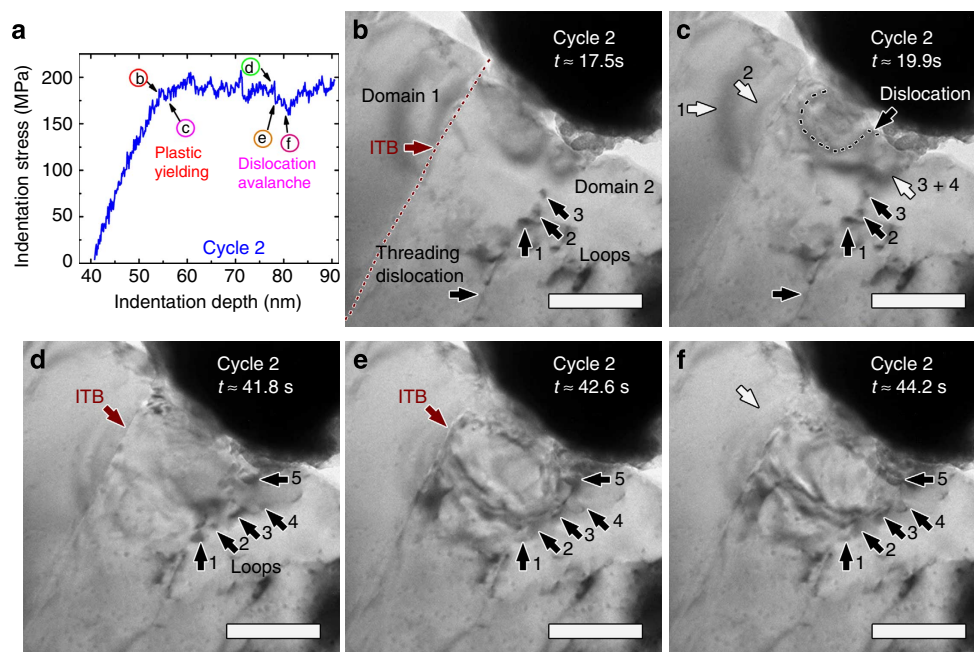 a
Indentation stress (MPa)
200
150
100
50
0
40 50 60 70 80 90
Indentation depth (nm)
b
c
d
e
f
Plastic
yielding
Dislocation
avalanche
Cycle 2
b
Cycle 2
t ≈ 17.5s
Domain 1
ITB
Domain 2
3
2
1
Loops
Threading
dislocation
c
Cycle 2
t ≈ 19.9s
2
1
Dislocation
3 + 4
3
2
1
d
Cycle 2
t ≈ 41.8 s
ITB
5
4
3
2
1
Loops
e
Cycle 2
t ≈ 42.6 s
ITB
5
4
3
2
1
f
Cycle 2
t ≈ 44.2 s
5
4
3
2
1